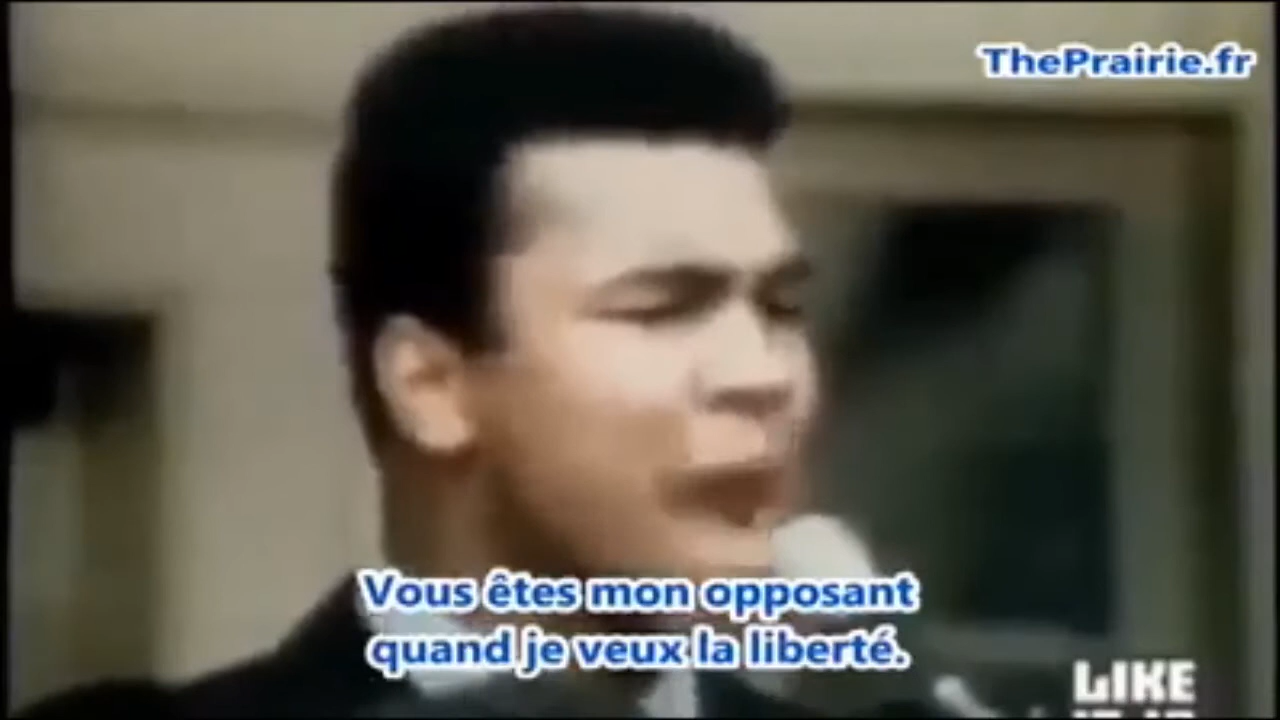 ThePrairie.fr
Vous êtes mon opposant
quand je veux la liberté.
LIKE